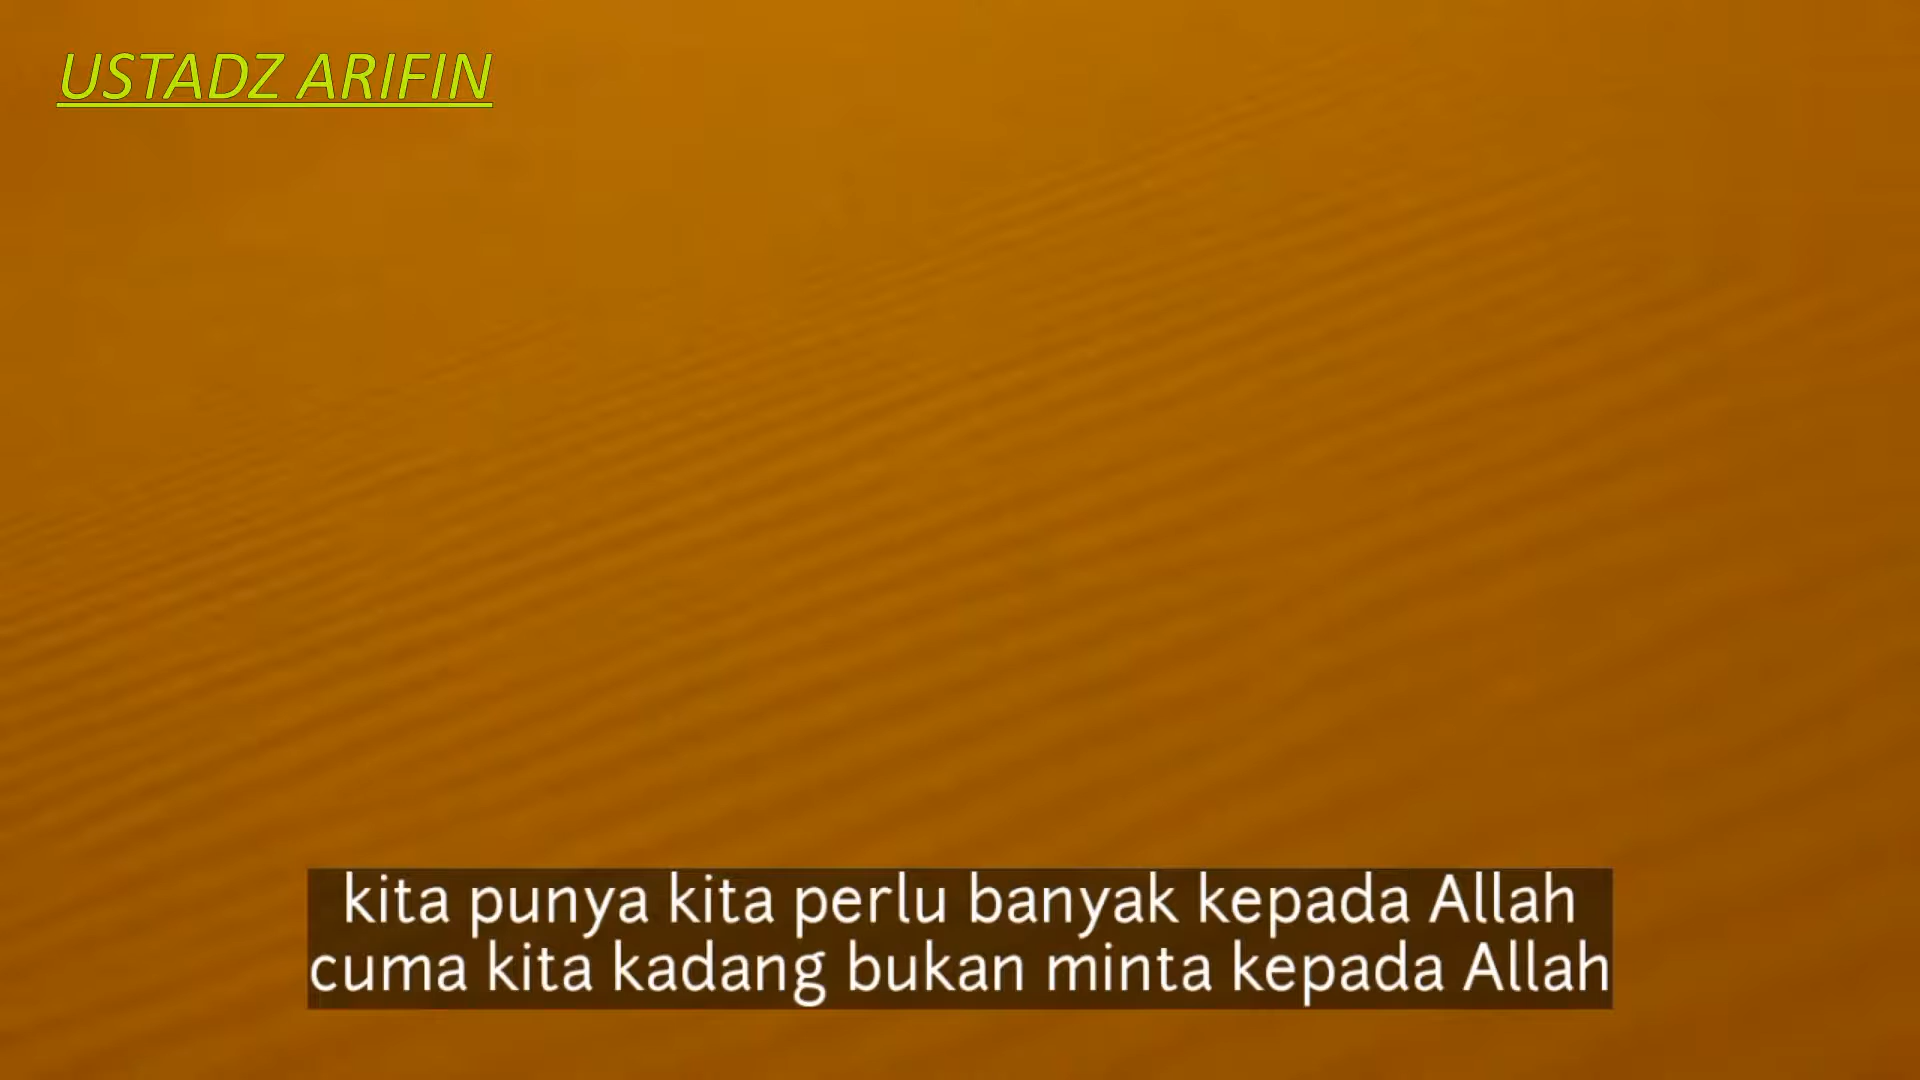 USTADZ ARIFIN
kita punya kita perlu banyak kepada Allah
cuma kita kadang bukan minta kepada Allah